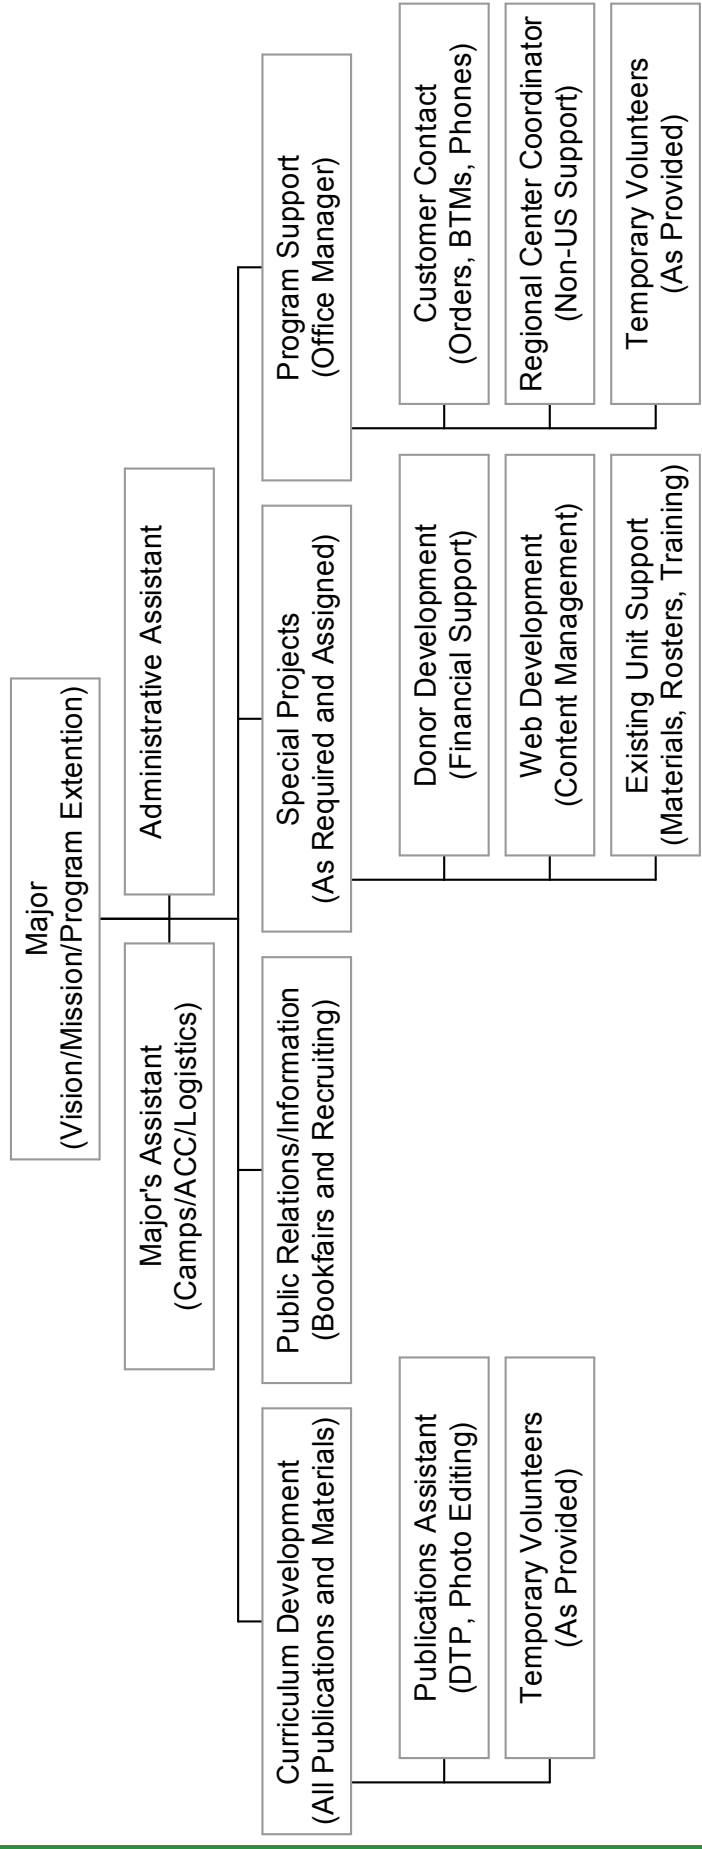 Major
(Vision/Mission/Program Extention)
Major's Assistant
(Camps/ACC/Logistics)
Administrative Assistant
Curriculum Development
(All Publications and Materials)
Public Relations/Information
(Bookfairs and Recruiting)
Special Projects
(As Required and Assigned)
Program Support
(Office Manager)
Publications Assistant
(DTP, Photo Editing)
Temporary Volunteers
(As Provided)
Donor Development
(Financial Support)
Web Development
(Content Management)
Existing Unit Support
(Materials, Rosters, Training)
Customer Contact
(Orders, BTMs, Phones)
Regional Center Coordinator
(Non-US Support)
Temporary Volunteers
(As Provided)